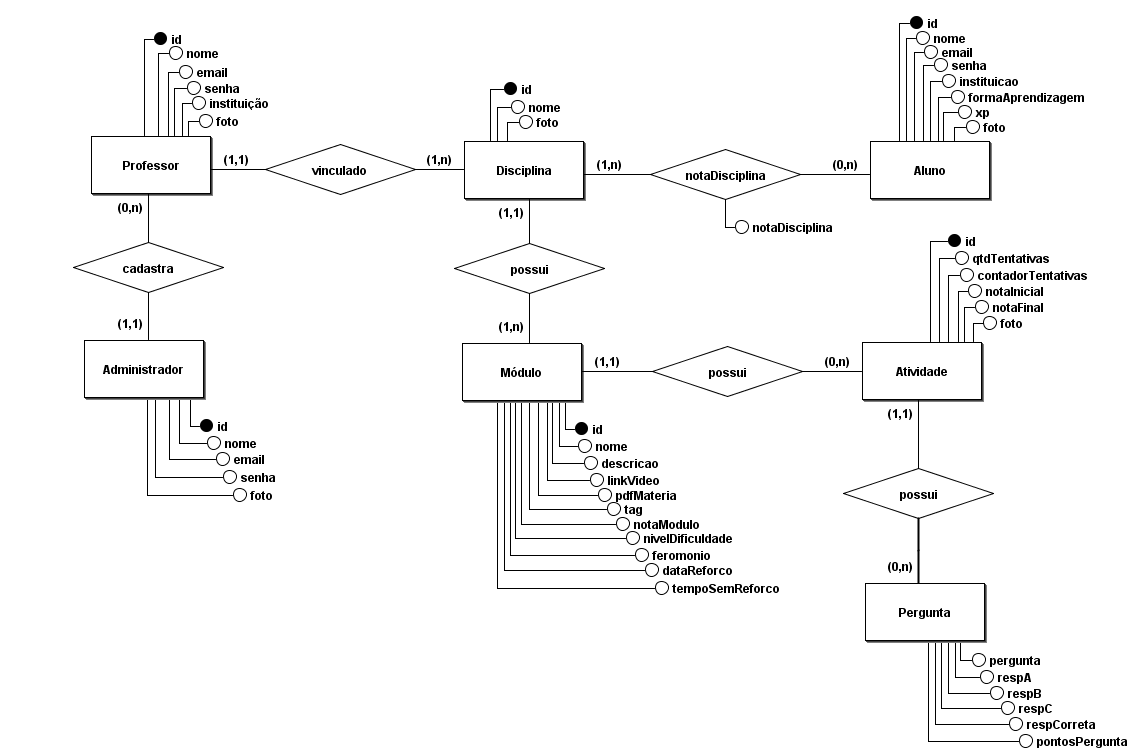 id
nome
email
senha
instituição
foto
Professor
(1,1)
vinculado
(1,n)
id
nome
foto
Disciplina
(1,n)
notaDisciplina
(0,n)
notaDisciplina
id
nome
email
senha
instituicao
formaAprendizagem
xp
foto
Aluno
(0,n)
cadastra
(1,1)
Administrador
id
nome
email
senha
foto
(1,1)
possui
(1,n)
Módulo
(1,1)
possui
(0,n)
id
nome
descricao
linkVideo
pdfMateria
tag
notaModulo
nivelDificuldade
feromonio
dataReforco
tempoSemReforco
id
qtdTentativas
contadorTentativas
notaInicial
notaFinal
foto
Atividade
(1,1)
possui
(0,n)
Pergunta
pergunta
respA
respB
respC
respCorreta
pontosPergunta